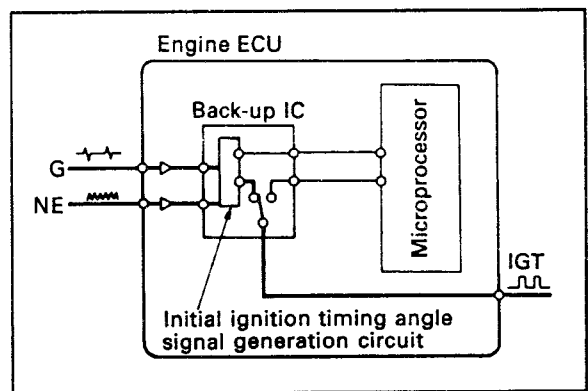 Engine ECU
Back-up IC
G
NE
Microprocessor
IGT
Initial ignition timing angle
signal generation circuit